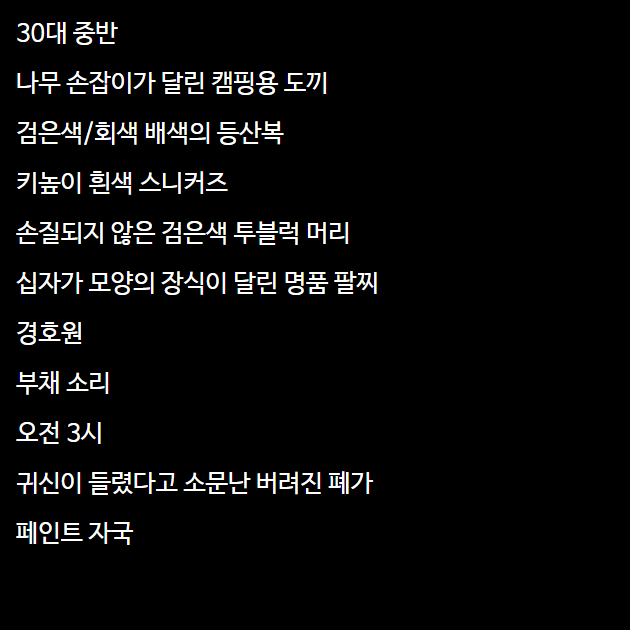 30대 중반
나무 손잡이가 달린 캠핑용 도끼
검은색/회색 배색의 등산복
키높이 흰색 스니커즈
손질되지 않은 검은색 투블럭 머리
십자가 모양의 장식이 달린 명품 팔찌
경호원
부채 소리
오전 3시
귀신이 들렸다고 소문난 버려진 폐가
페인트 자국